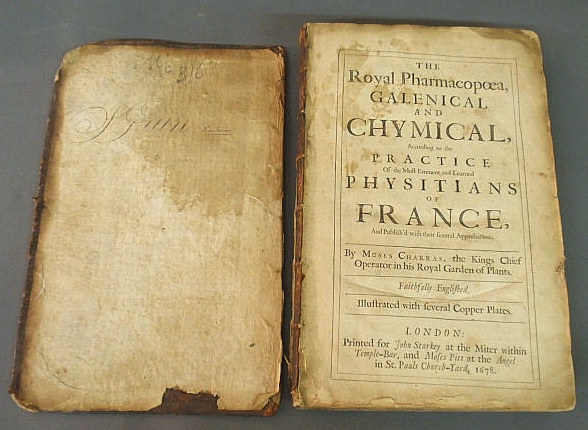 316
THE
Royal Pharmacopœa,
GALENICAL
AND
CHYMICAL,
According to the
PRACTICE
Of the Most Eminent and Learned
PHYSITIANS
OF
FRANCE,
And Publish'd with their several Approbations.
By MOSES CHARRAS, the Kings Chief
Operator in his Royal Garden of Plants.
Faithfully Englished.
Illustrated with several Copper Plates.
LONDON:
Printed for John Starkey at the Miter within
Temple-Bar, and Moses Pitt at the Angel
in St. Pauls Church-Yard, 1678.